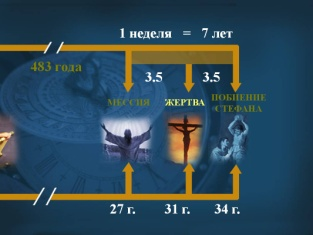 1 неделя = 7 лет
483 года
3.5 3.5
МЕССИЯ ЖЕРТВА ПОБИЕНИЕ
СТЕФАНА
27 г. 31 г. 34 г.